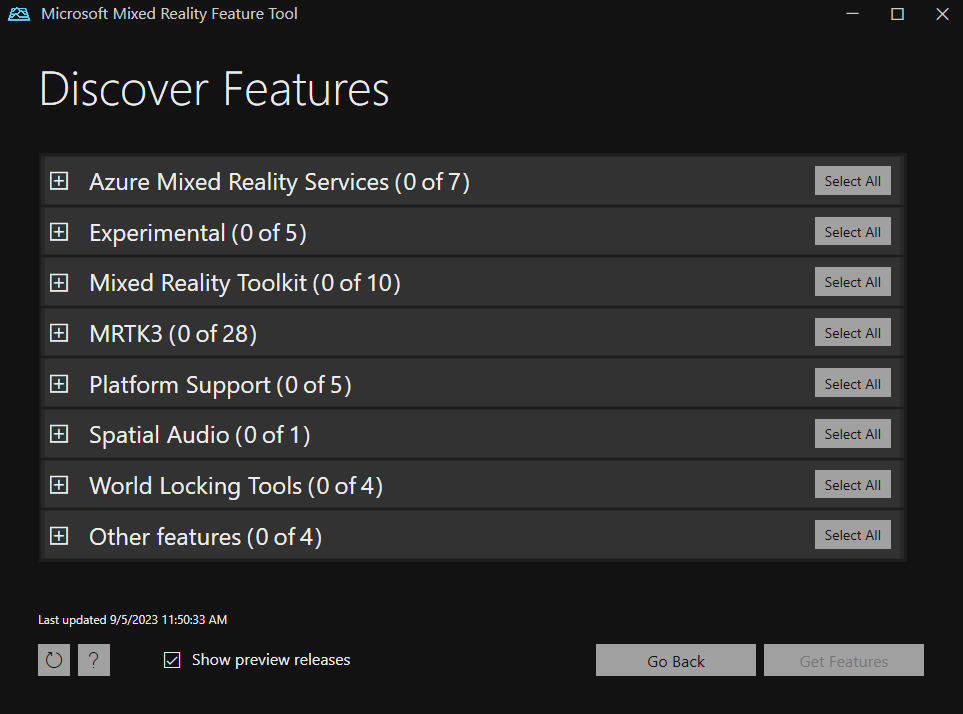 Microsoft Mixed Reality Feature Tool
Discover Features
Azure Mixed Reality Services (0 of 7)
Select All
Experimental (0 of 5)
Select All
Mixed Reality Toolkit (0 of 10)
Select All
MRTK3 (0 of 28)
Select All
Platform Support (0 of 5)
Select All
Spatial Audio (0 of 1)
Select All
World Locking Tools (0 of 4)
Select All
Other features (0 of 4)
Select All
Last updated 9/5/2023 11:50:33 AM
?
Show preview releases
Go Back
Get Features